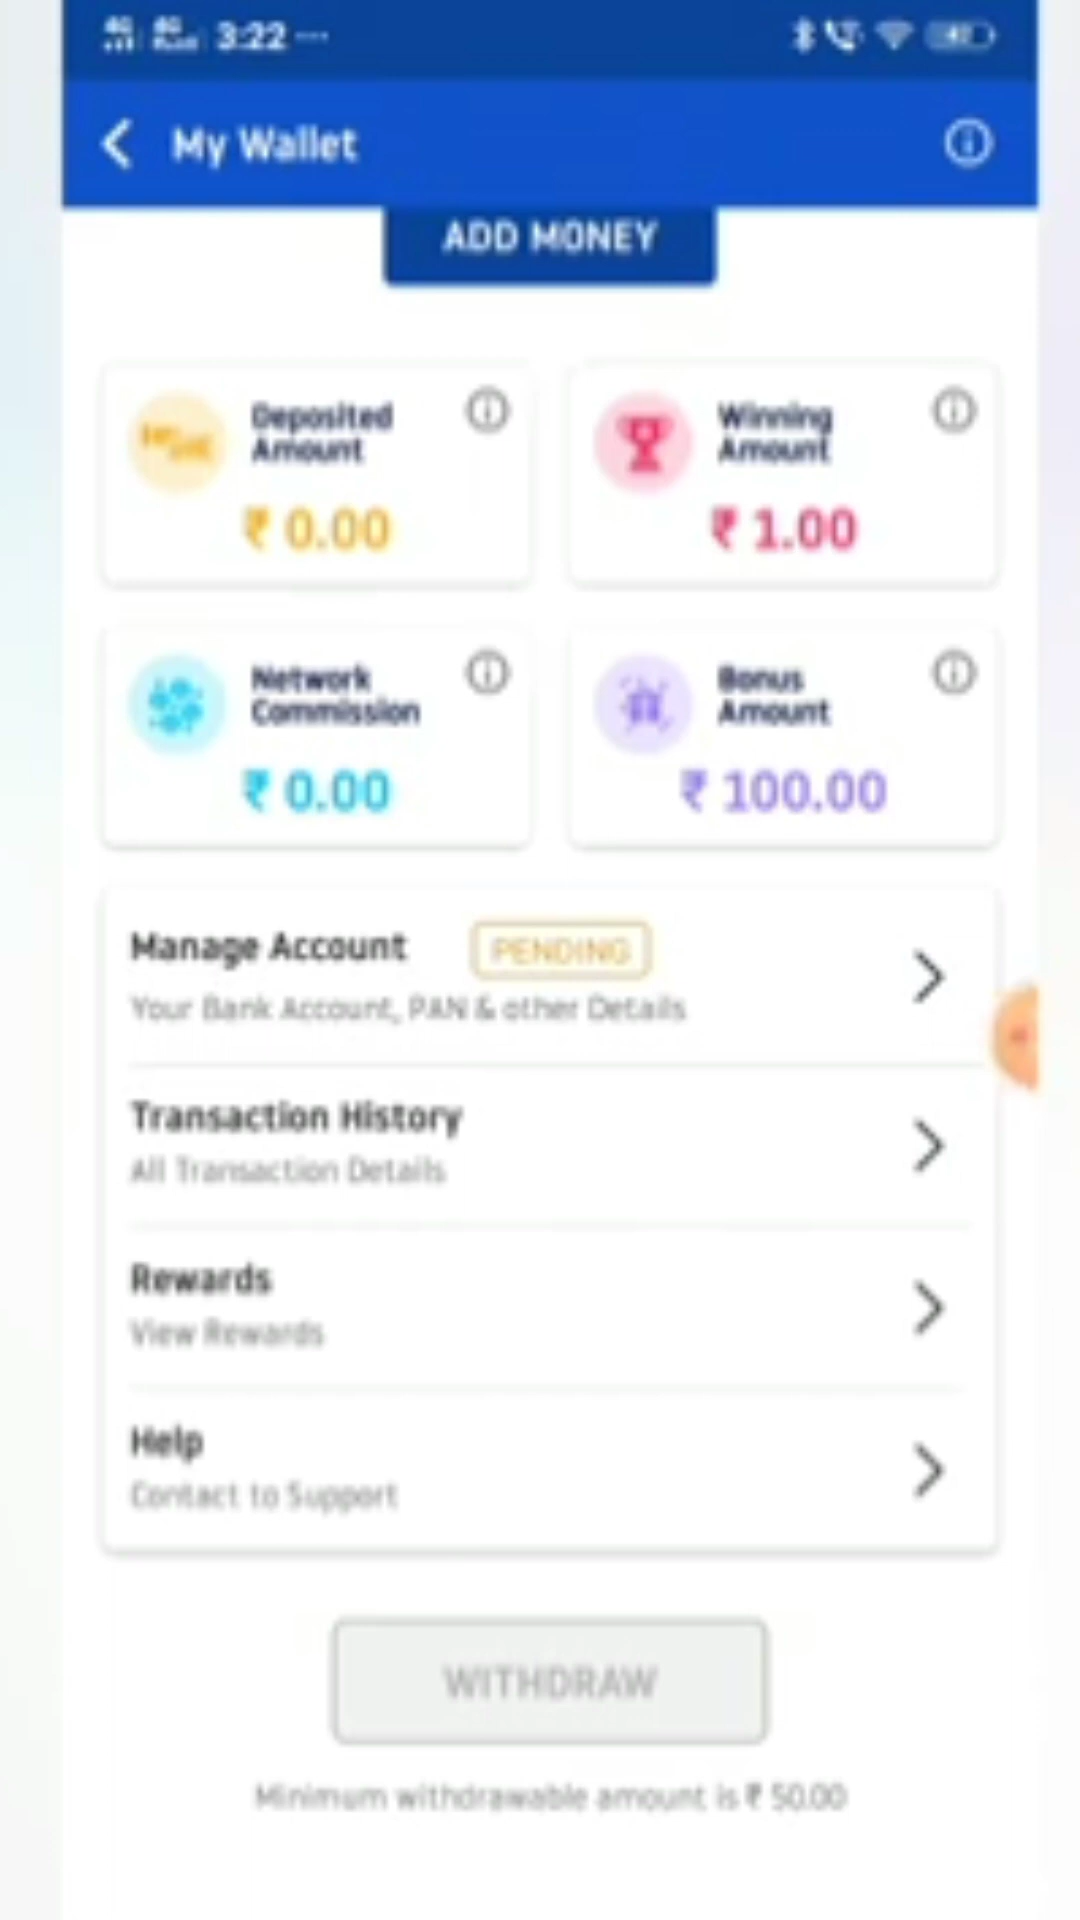 3:22 ...
My Wallet
ADD MONEY
Deposited
Amount
₹ 0.00
Winning
Amount
₹ 1.00
Network
Commission
₹ 0.00
Bonus
Amount
₹ 100.00
Manage Account PENDING
Your Bank Account, PAN & other Details
Transaction History
All Transaction Details
Rewards
View Rewards
Help
Contact to Support
WITHDRAW
Minimum withdrawable amount is ₹ 50.00